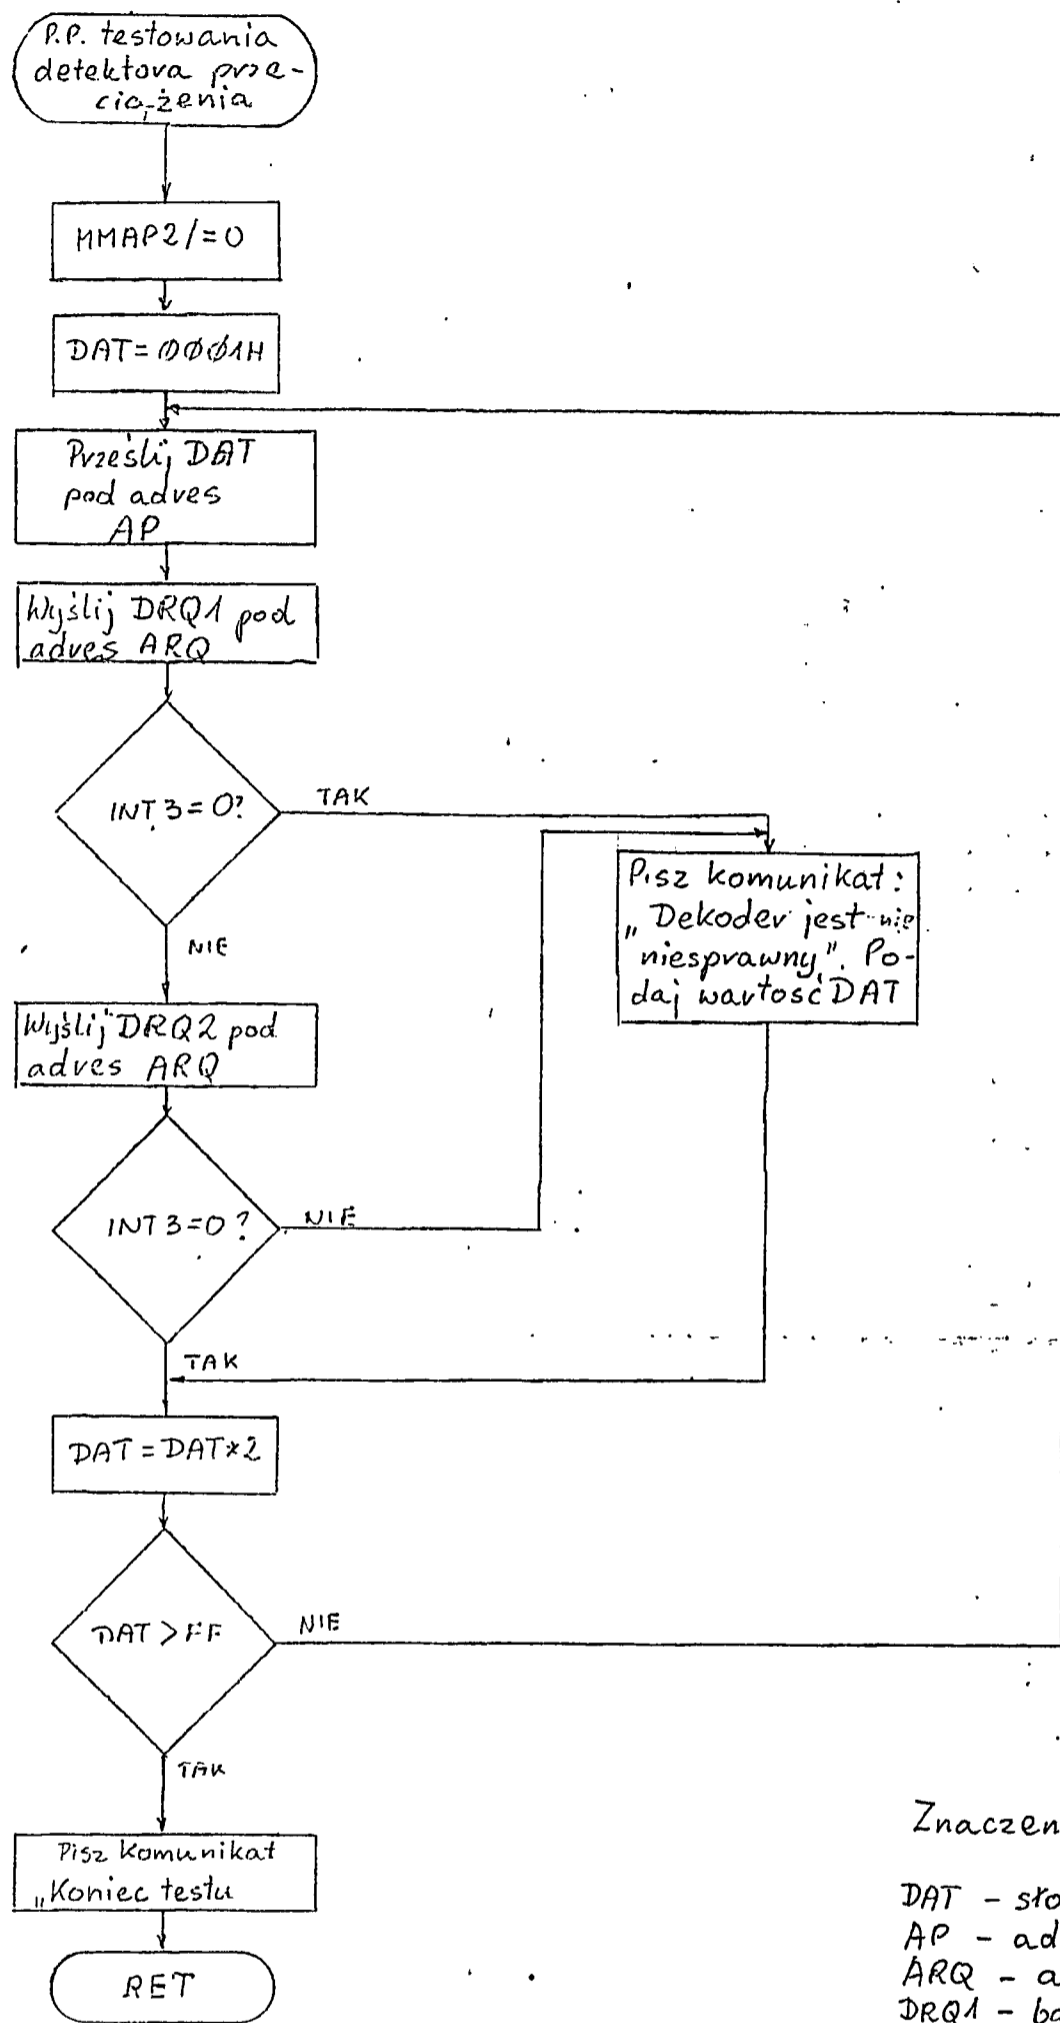 P.P. testowania
detektora prze-
ciążenia
MMAP2/=0
DAT=0001H
Prześlij DAT
pod adres
AP
Wyślij DRQ1 pod
adres ARQ
INT3=0?
TAK
NIE
Pisz komunikat:
„Dekoder jest nie
niesprawny". Po-
daj wartość DAT
Wyślij DRQ2 pod
adres ARQ
INT3=0?
NIE
TAK
DAT=DAT*2
DAT>FF
NIE
TAK
Pisz komunikat
„Koniec testu
RET
Znaczen
DAT - sło
AP - ad
ARQ - a
DRQ1 - ba